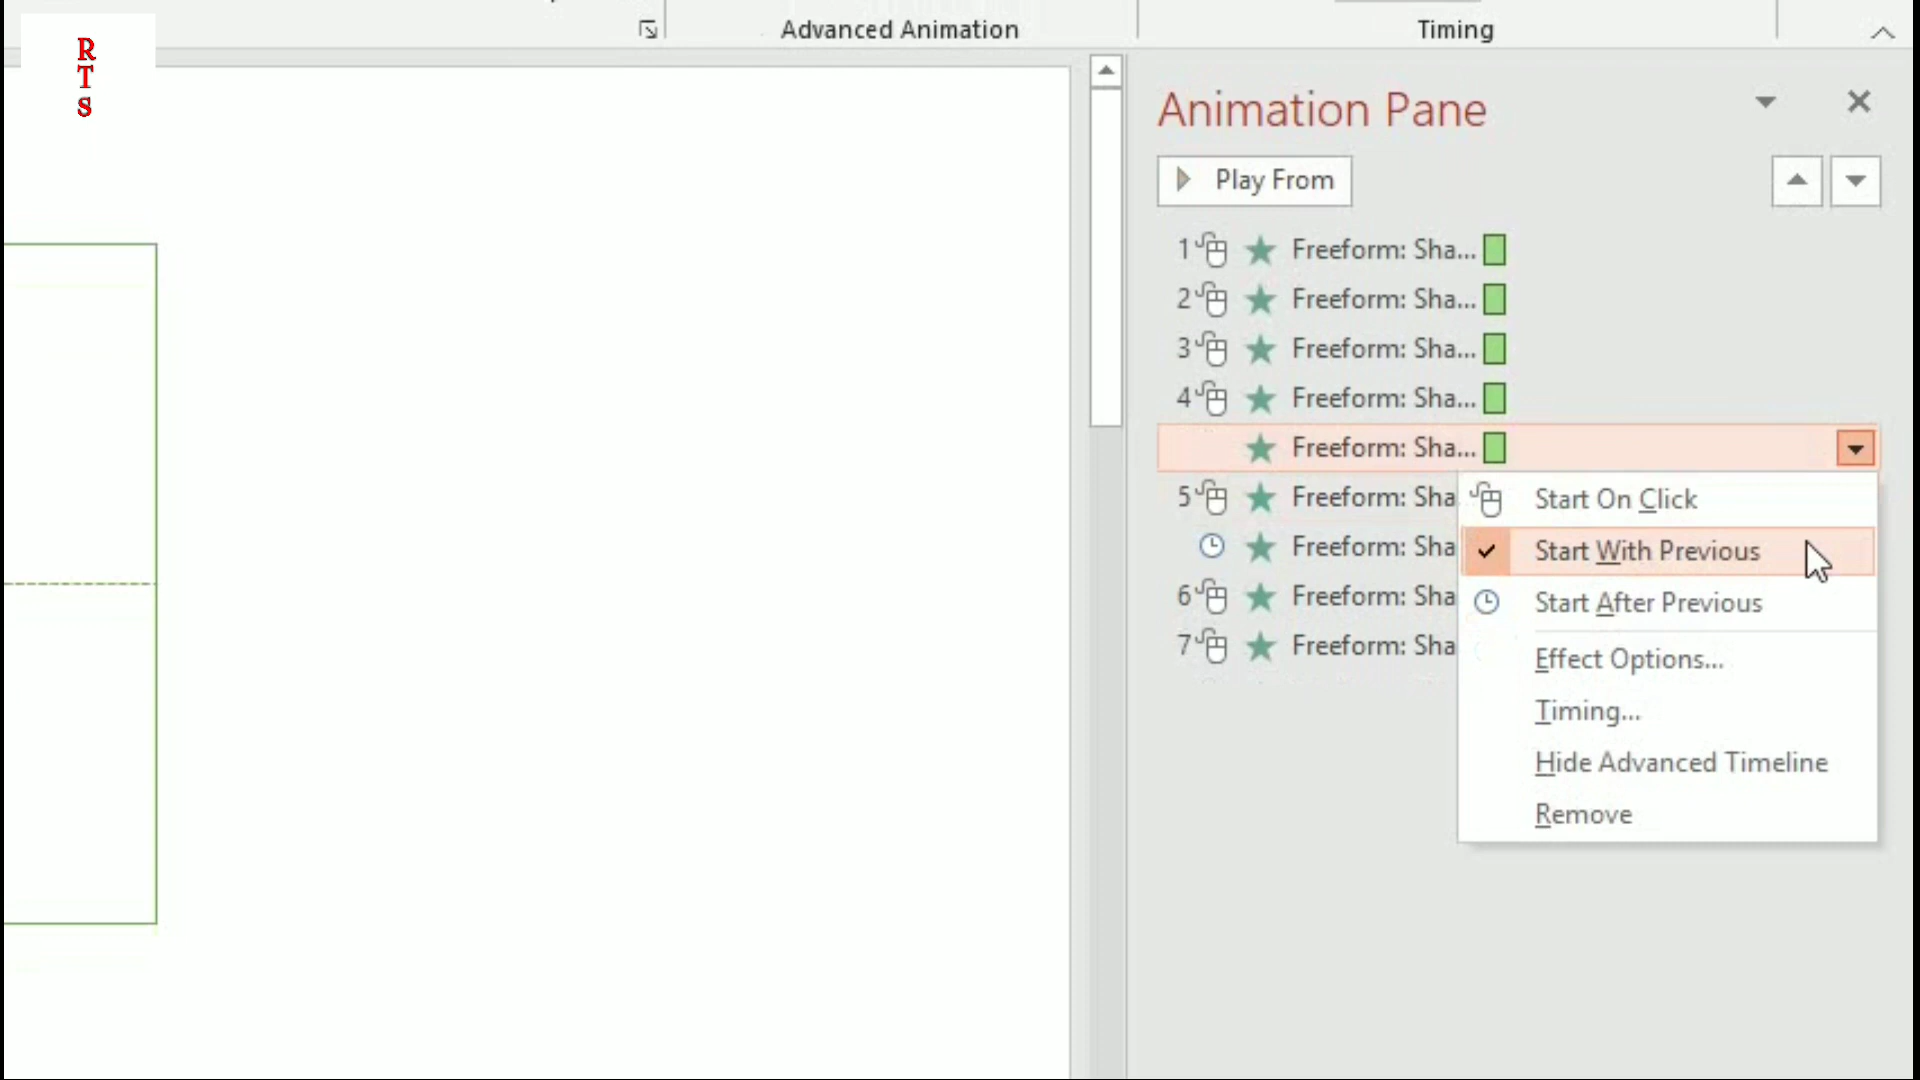 R
T
S
Advanced Animation
Timing
Animation Pane
Play From
1 Freeform: Sha...
2 Freeform: Sha...
3 Freeform: Sha...
4 Freeform: Sha...
Freeform: Sha...
5 Freeform: Sha
Freeform: Sha
6 Freeform: Sha
7 Freeform: Sha
Start On Click
Start With Previous
Start After Previous
Effect Options...
Timing...
Hide Advanced Timeline
Remove